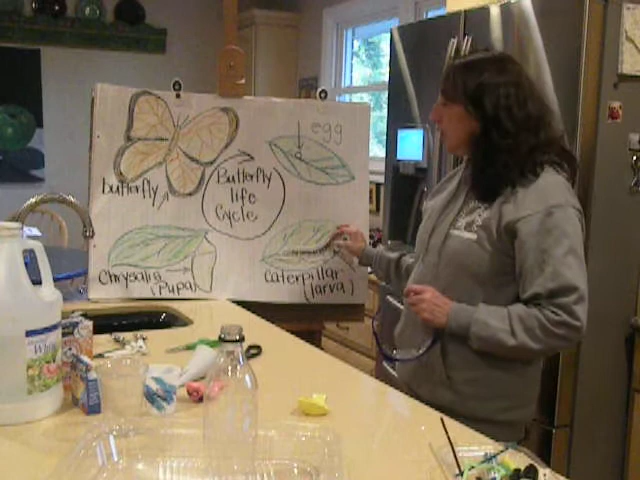 egg
butterfly
Butterfly
life
Cycle
Chrysalis
(Pupa)
Caterpillar
(larva)